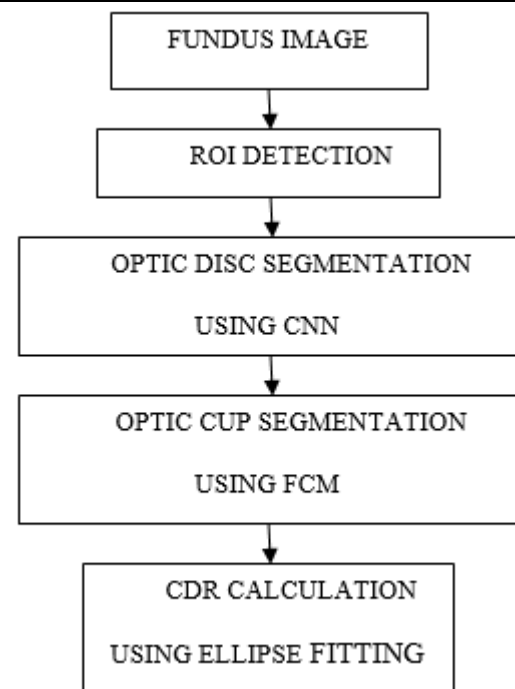 FUNDUS IMAGE
ROI DETECTION
OPTIC DISC SEGMENTATION
USING CNN
OPTIC CUP SEGMENTATION
USING FCM
CDR CALCULATION
USING ELLIPSE FITTING